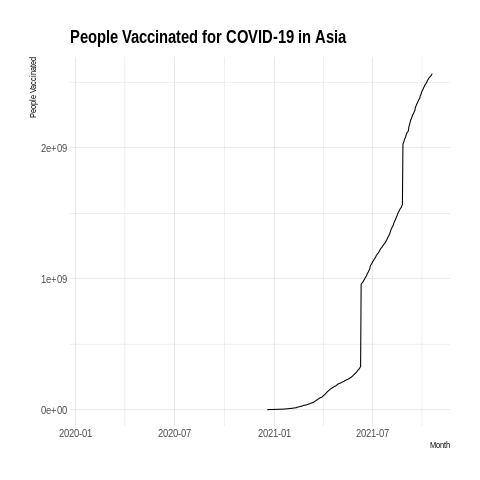 People Vaccinated for COVID-19 in Asia
People Vaccinated
2e+09
1e+09
0e+00
2020-01 2020-07 2021-01 2021-07
Month